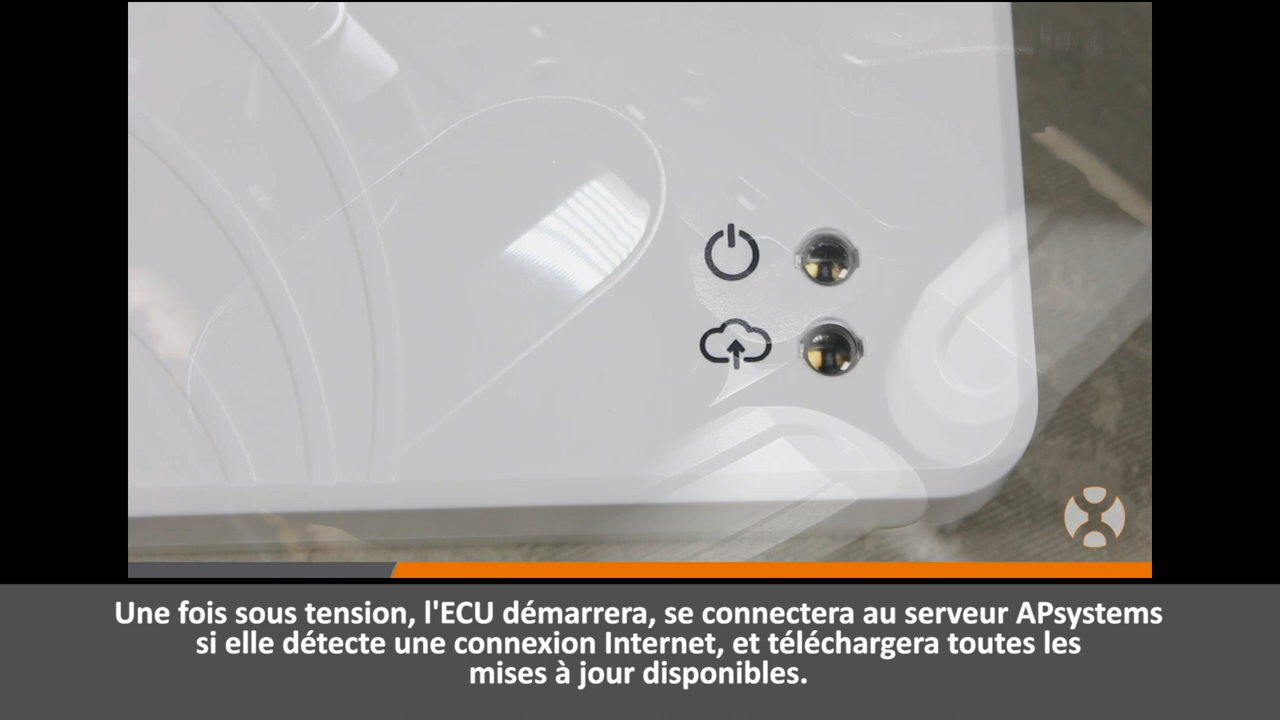 Une fois sous tension, l'ECU démarrera, se connectera au serveur APsystems
si elle détecte une connexion Internet, et téléchargera toutes les
mises à jour disponibles.